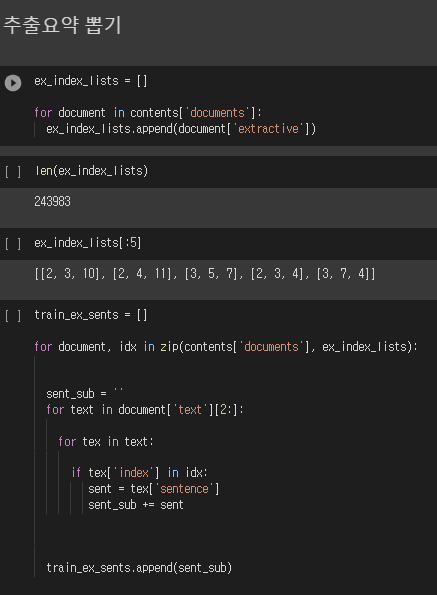 추출요약 뽑기
ex_index_lists = []
for document in contents['documents']:
ex_index_lists.append(document['extractive'])
[ ] len(ex_index_lists)
243983
[ ] ex_index_lists[:5]
[[2, 3, 10], [2, 4, 11], [3, 5, 7], [2, 3, 4], [3, 7, 4]]
[ ] train_ex_sents = []
for document, idx in zip(contents['documents'], ex_index_lists):
sent_sub = ''
for text in document['text'][2:]:
for tex in text:
if tex['index'] in idx:
sent = tex['sentence']
sent_sub += sent
train_ex_sents.append(sent_sub)